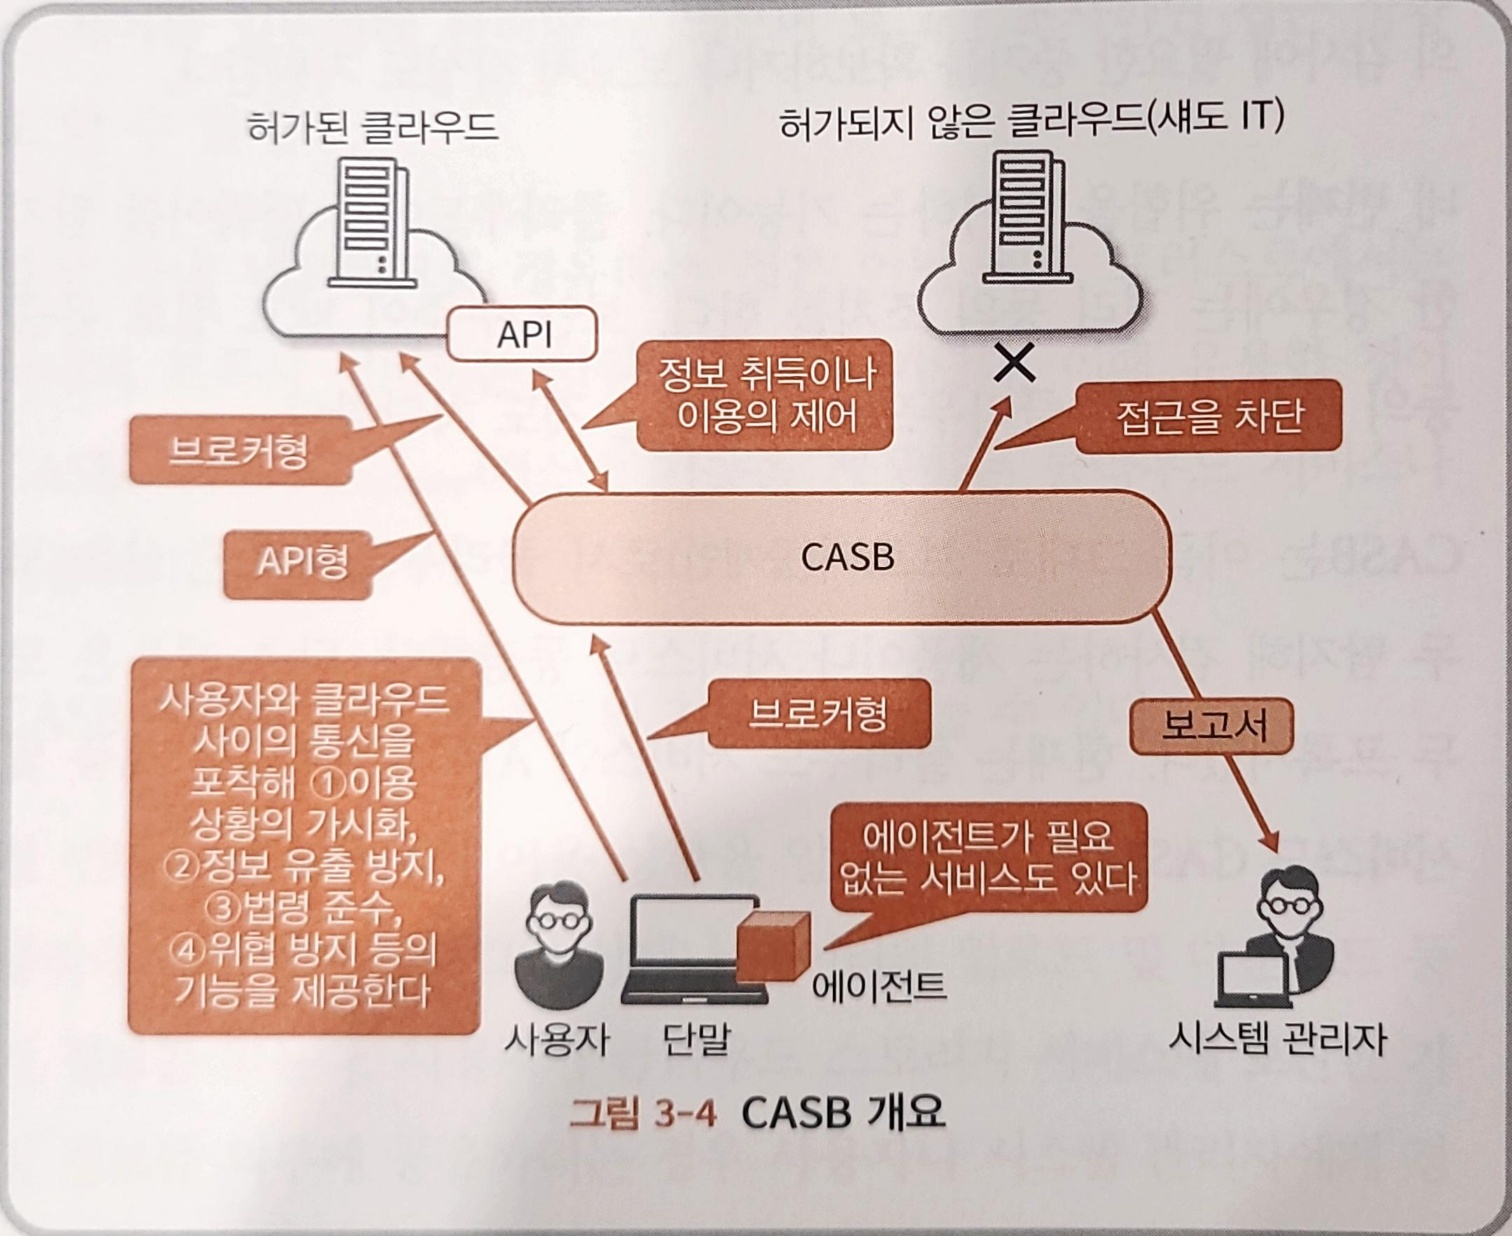 허가된 클라우드
허가되지 않은 클라우드(섀도 IT)
API
정보 취득이나
이용의 제어
접근을 차단
브로커형
API형
CASB
사용자와 클라우드
사이의 통신을
포착해 ①이용
상황의 가시화,
②정보 유출 방지,
③법령 준수,
④위협 방지 등의
기능을 제공한다
브로커형
보고서
에이전트가 필요
없는 서비스도 있다
에이전트
사용자
단말
시스템 관리자
그림 3-4 CASB 개요